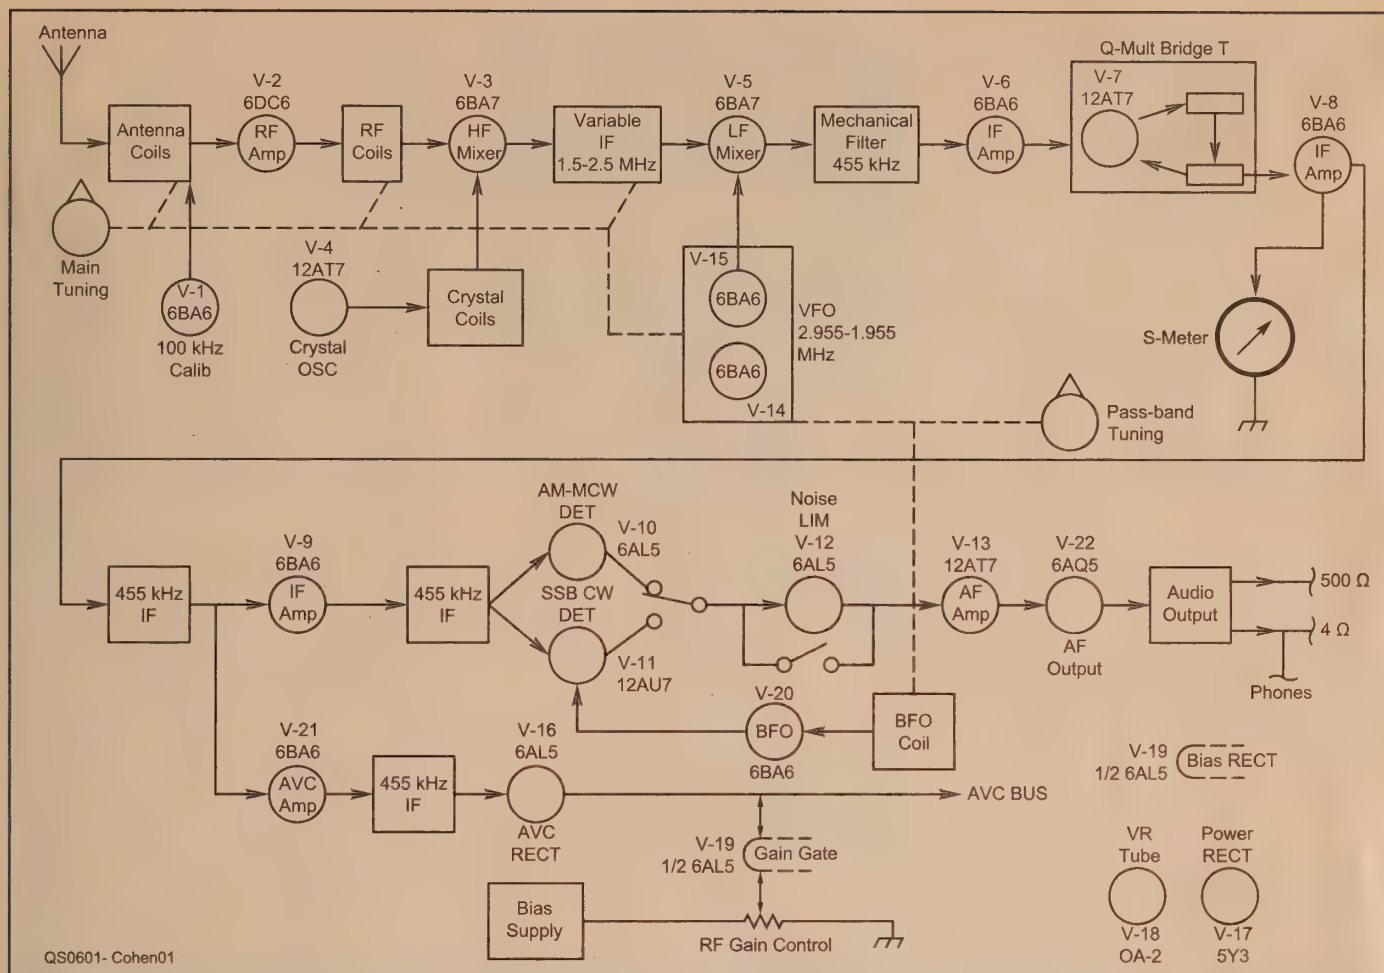 Antenna
Antenna
Coils
V-2
6DC6
RF
Amp
RF
Coils
V-3
6BA7
HF
Mixer
Variable
IF
1.5-2.5 MHz
V-5
6BA7
LF
Mixer
Mechanical
Filter
455 kHz
V-6
6BA6
IF
Amp
Q-Mult Bridge T
V-7
12AT7
V-8
6BA6
IF
Amp
Main
Tuning
V-1
6BA6
100 kHz
Calib
V-4
12AT7
Crystal
OSC
Crystal
Coils
V-15
6BA6
6BA6
V-14
VFO
2.955-1.955
MHz
S-Meter
Pass-band
Tuning
455 kHz
IF
V-9
6BA6
IF
Amp
455 kHz
IF
AM-MCW
DET
V-10
6AL5
SSB CW
DET
V-11
12AU7
Noise
LIM
V-12
6AL5
V-13
12AT7
AF
Amp
V-22
6AQ5
AF
Output
Audio
Output
500 Ω
4 Ω
Phones
V-20
BFO
6BA6
BFO
Coil
V-21
6BA6
AVC
Amp
455 kHz
IF
V-16
6AL5
AVC
RECT
AVC BUS
V-19
1/2 6AL5
Bias RECT
V-19
1/2 6AL5
Gain Gate
Bias
Supply
RF Gain Control
VR
Tube
V-18
OA-2
Power
RECT
V-17
5Y3
QS0601- Cohen01